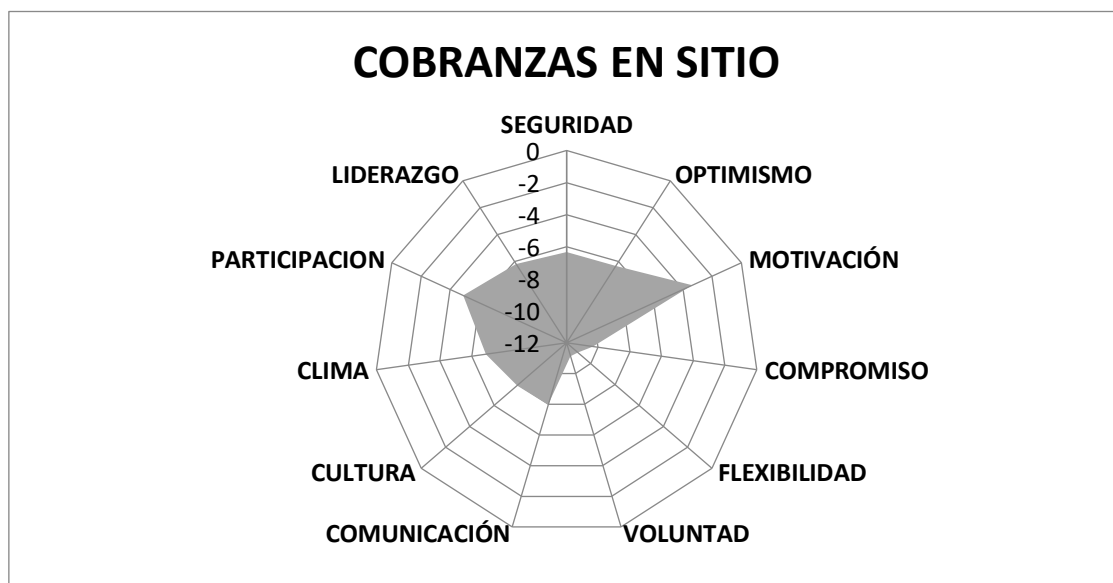 COBRANZAS EN SITIO
SEGURIDAD
OPTIMISMO
MOTIVACIÓN
COMPROMISO
FLEXIBILIDAD
VOLUNTAD
COMUNICACIÓN
CULTURA
CLIMA
PARTICIPACION
LIDERAZGO
0
-2
-4
-6
-8
-10
-12